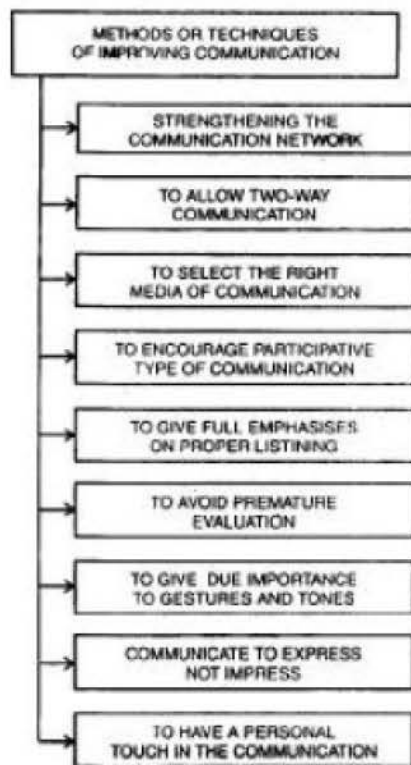 METHODS OR TECHNIQUES
OF IMPROVING COMMUNICATION
STRENGTHENING THE
COMMUNICATION NETWORK
TO ALLOW TWO-WAY
COMMUNICATION
TO SELECT THE RIGHT
MEDIA OF COMMUNICATION
TO ENCOURAGE PARTICIPATIVE
TYPE OF COMMUNICATION
TO GIVE FULL EMPHASISES
ON PROPER LISTINING
TO AVOID PREMATURE
EVALUATION
TO GIVE DUE IMPORTANCE
TO GESTURES AND TONES
COMMUNICATE TO EXPRESS
NOT IMPRESS
TO HAVE A PERSONAL
TOUCH IN THE COMMUNICATION